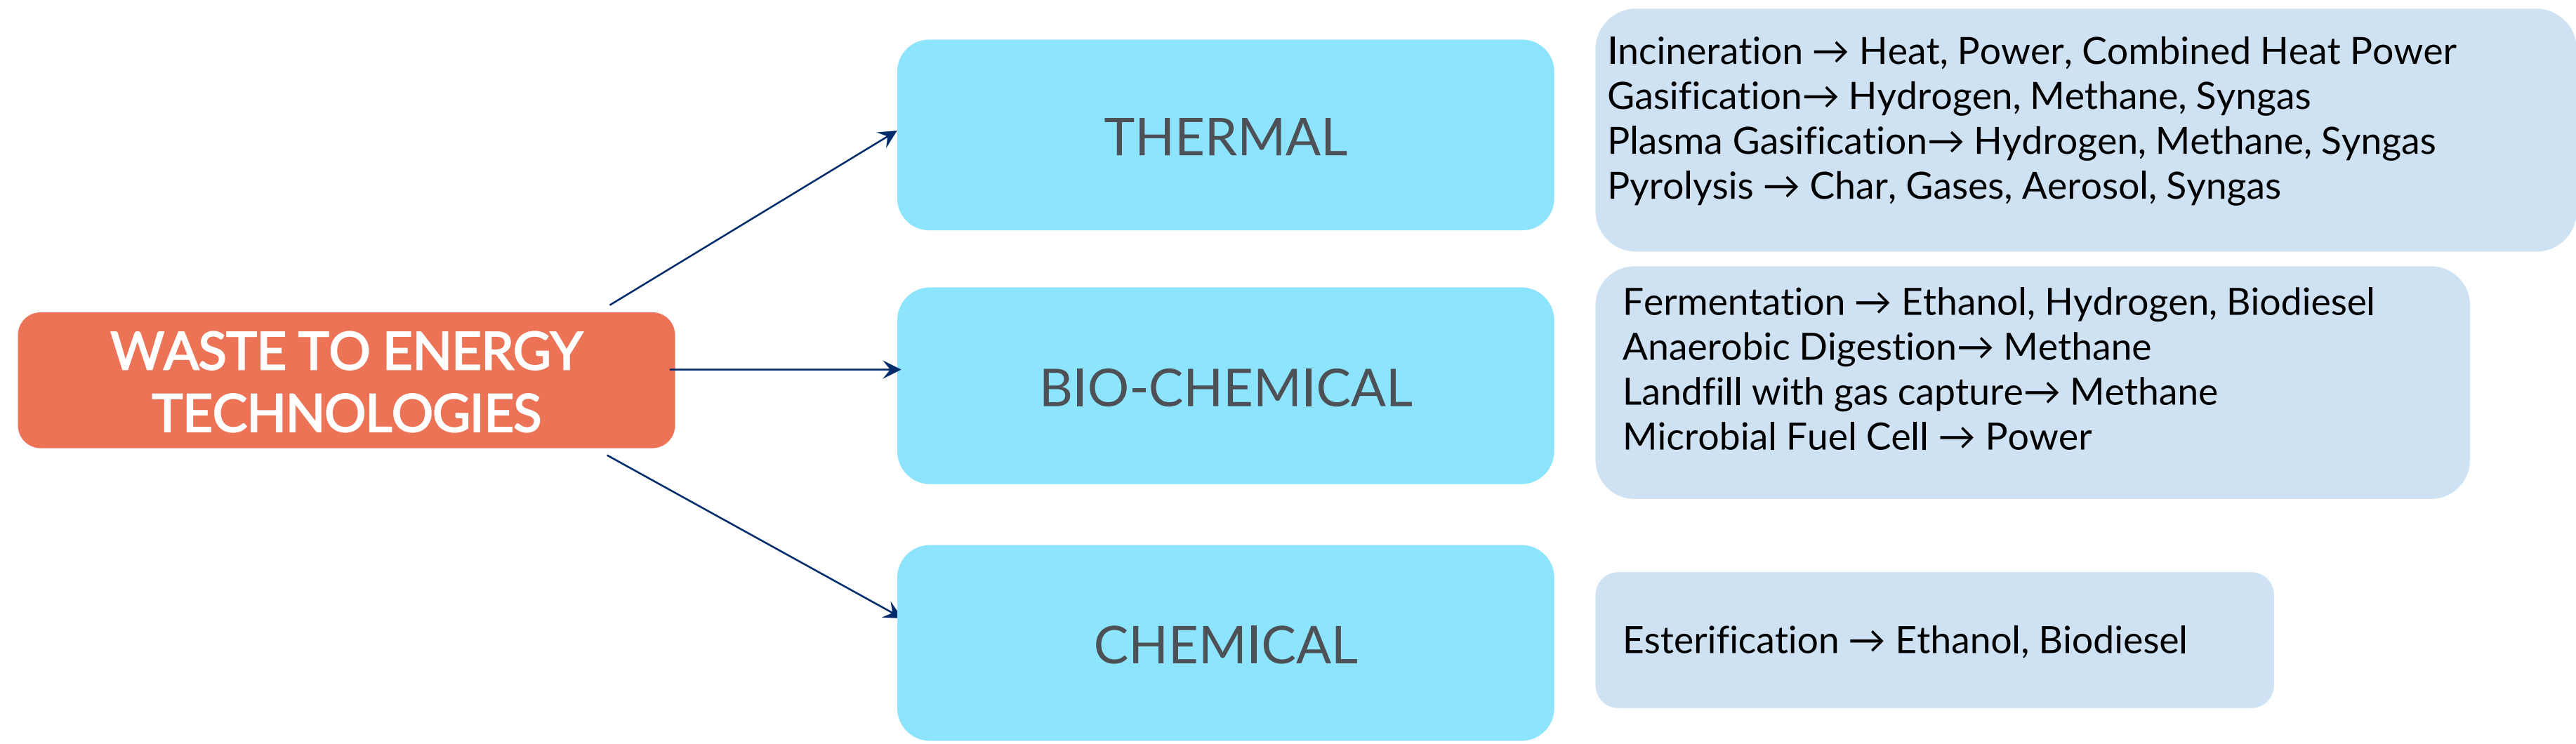 WASTE TO ENERGY
TECHNOLOGIES
THERMAL
Incineration → Heat, Power, Combined Heat Power
Gasification→ Hydrogen, Methane, Syngas
Plasma Gasification→ Hydrogen, Methane, Syngas
Pyrolysis → Char, Gases, Aerosol, Syngas
BIO-CHEMICAL
Fermentation → Ethanol, Hydrogen, Biodiesel
Anaerobic Digestion→ Methane
Landfill with gas capture→ Methane
Microbial Fuel Cell → Power
CHEMICAL
Esterification → Ethanol, Biodiesel